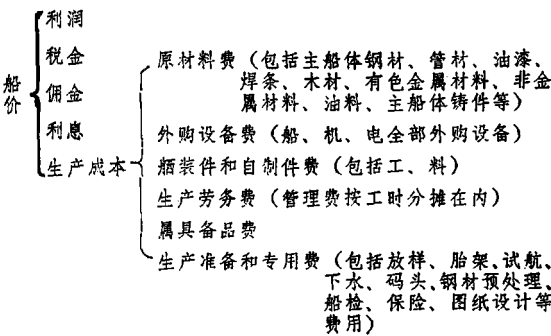 船价
利润
税金
佣金
利息
生产成本
原材料费（包括主船体钢材、管材、油漆、
焊条、木材、有色金属材料、非金
属材料、油料、主船体铸件等）
外购设备费（船、机、电全部外购设备）
舾装件和自制件费（包括工、料）
生产劳务费（管理费按工时分摊在内）
属具备品费
生产准备和专用费（包括放样、胎架、试航、
下水、码头、钢材预处理、
船检、保险、图纸设计等
费用）